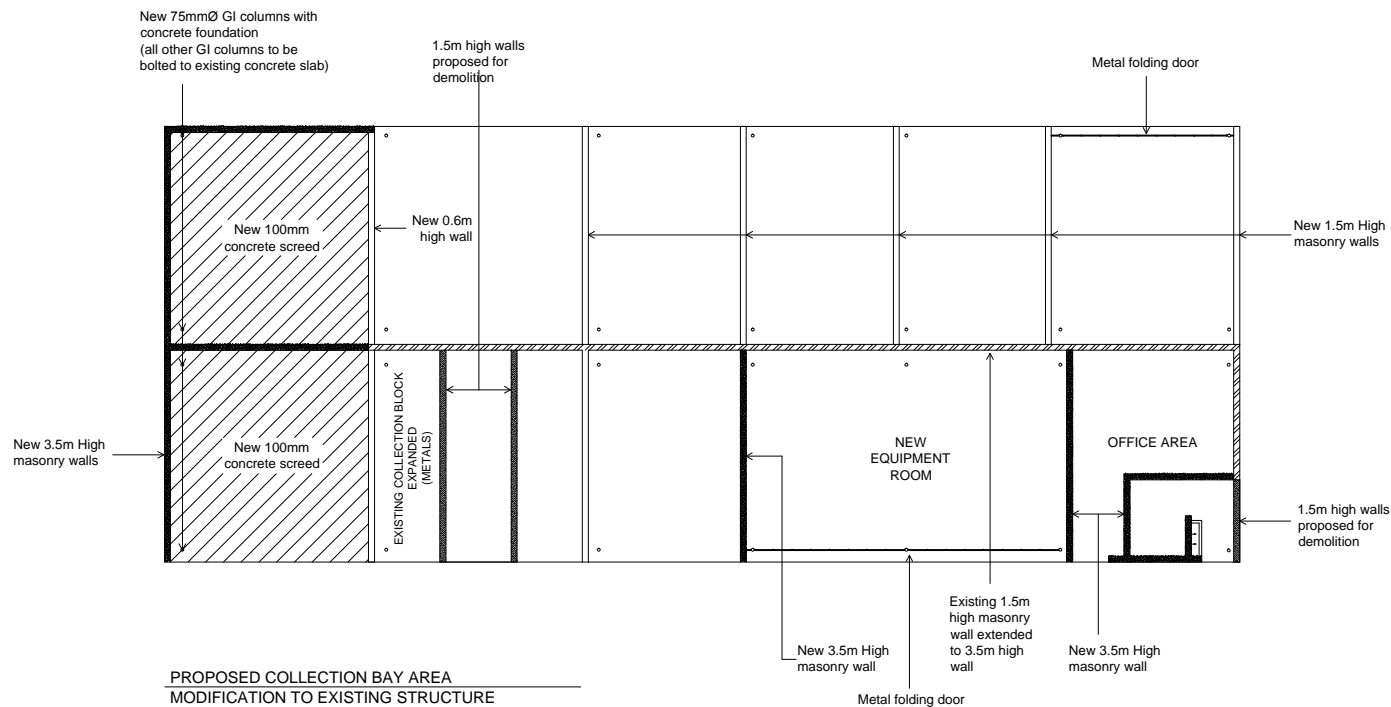 New 75mmØ GI columns with
concrete foundation
(all other GI columns to be
bolted to existing concrete slab)
1.5m high walls
proposed for
demolition
Metal folding door
New 100mm
concrete screed
New 0.6m
high wall
New 1.5m High
masonry walls
New 3.5m High
masonry walls
New 100mm
concrete screed
EXISTING COLLECTION BLOCK
EXPANDED
(METALS)
NEW
EQUIPMENT
ROOM
OFFICE AREA
1.5m high walls
proposed for
demolition
New 3.5m High
masonry wall
Existing 1.5m
high masonry
wall extended
to 3.5m high
wall
New 3.5m High
masonry wall
Metal folding door
PROPOSED COLLECTION BAY AREA
MODIFICATION TO EXISTING STRUCTURE